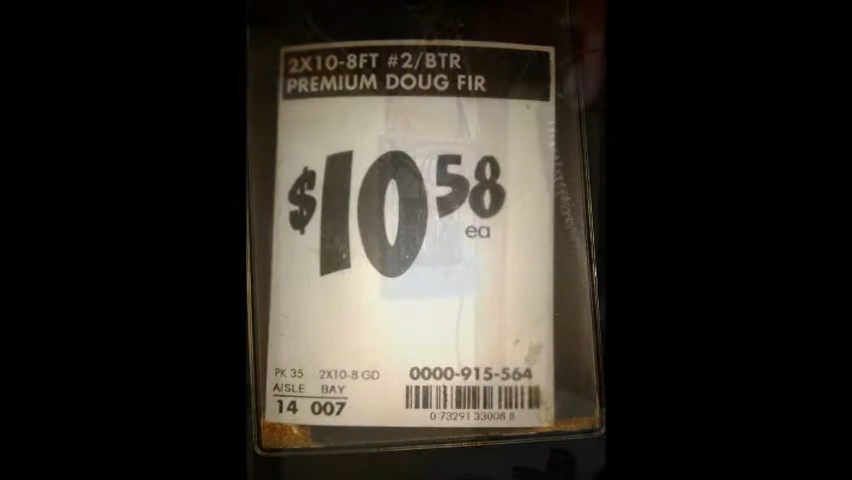 2X10-8FT #2/BTR
PREMIUM DOUG FIR
$10 58
ea
PK 35 2X10-8 GD
0000-915-564
AISLE BAY
14 007
0 73291 33008 8